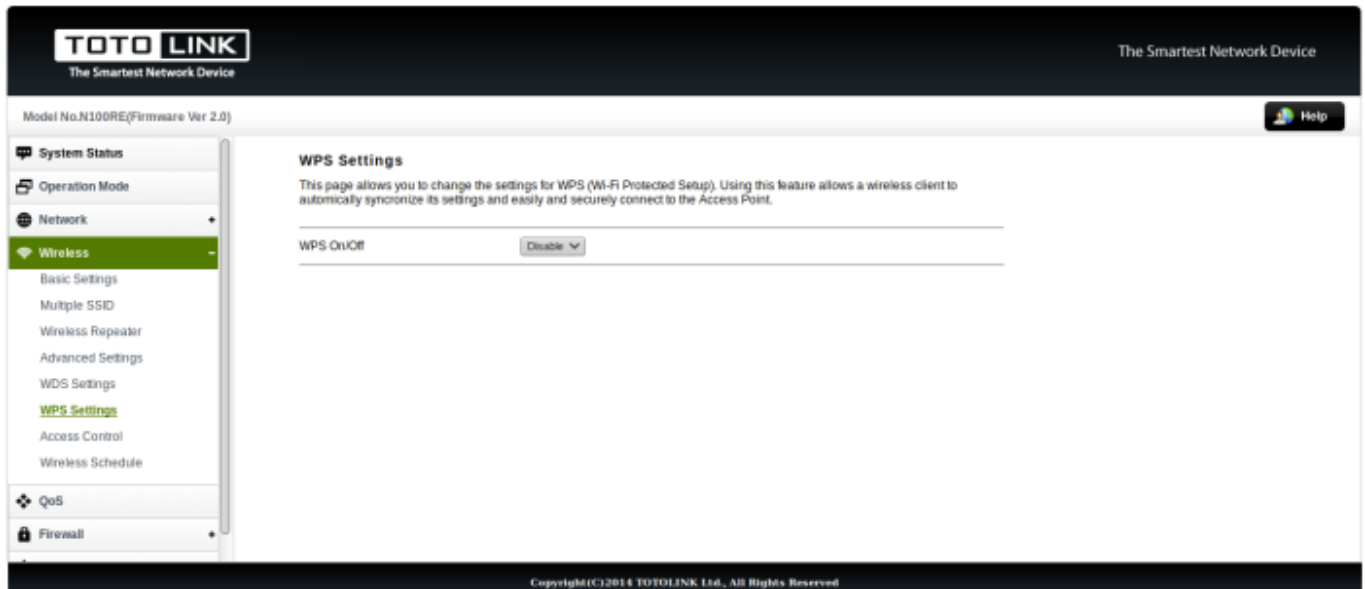 TOTO LINK
The Smartest Network Device
The Smartest Network Device
Model No.N100RE(Firmware Ver 2.0)
Help
System Status
Operation Mode
Network +
Wireless -
Basic Settings
Multiple SSID
Wireless Repeater
Advanced Settings
WDS Settings
WPS Settings
Access Control
Wireless Schedule
QoS
Firewall +
WPS Settings
This page allows you to change the settings for WPS (Wi-Fi Protected Setup). Using this feature allows a wireless client to
automically syncronize its settings and easily and securely connect to the Access Point.
WPS On/Off
Disable
Copyright(C)2014 TOTOLINK Ltd., All Rights Reserved